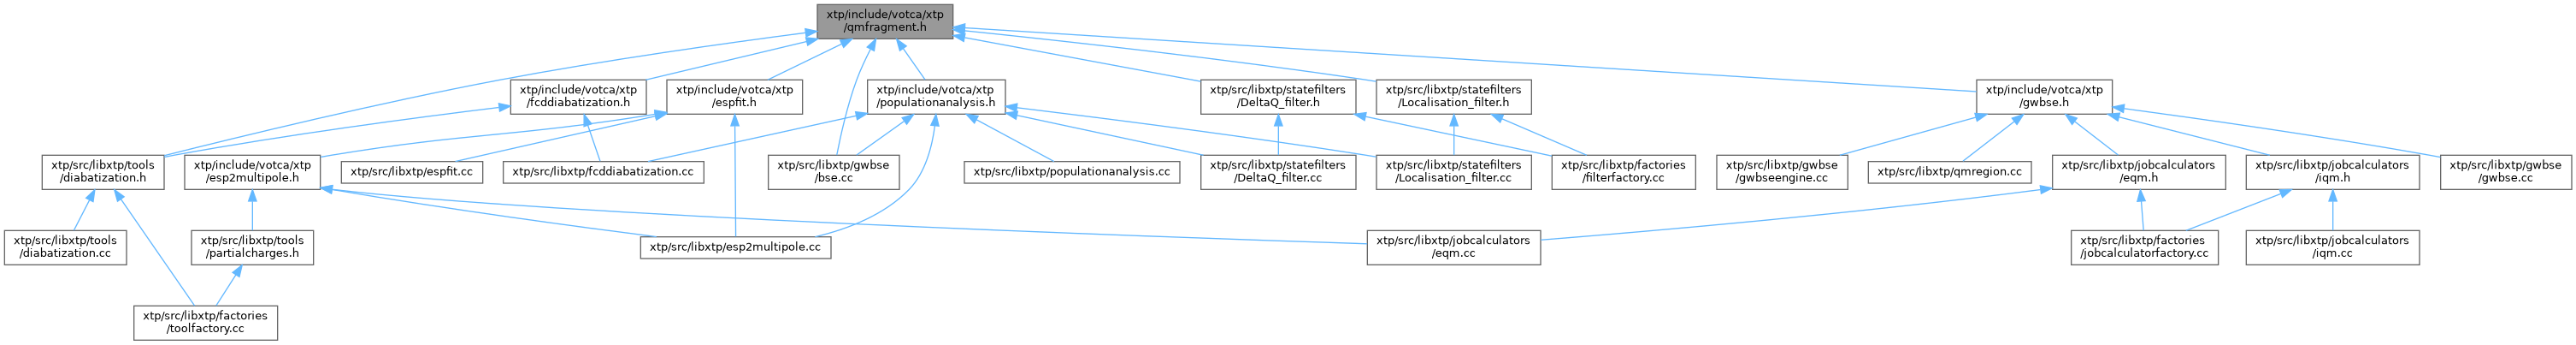 xtp/include/votca/xtp
/qmfragment.h
xtp/include/votca/xtp
/fcddiabatization.h
xtp/include/votca/xtp
/espfit.h
xtp/include/votca/xtp
/populationanalysis.h
xtp/src/libxtp/statefilters
/DeltaQ_filter.h
xtp/src/libxtp/statefilters
/Localisation_filter.h
xtp/include/votca/xtp
/gwbse.h
xtp/src/libxtp/tools
/diabatization.h
xtp/include/votca/xtp
/esp2multipole.h
xtp/src/libxtp/espfit.cc
xtp/src/libxtp/fcddiabatization.cc
xtp/src/libxtp/gwbse
/bse.cc
xtp/src/libxtp/populationanalysis.cc
xtp/src/libxtp/statefilters
/DeltaQ_filter.cc
xtp/src/libxtp/statefilters
/Localisation_filter.cc
xtp/src/libxtp/factories
/filterfactory.cc
xtp/src/libxtp/gwbse
/gwbseengine.cc
xtp/src/libxtp/qmregion.cc
xtp/src/libxtp/jobcalculators
/eqm.h
xtp/src/libxtp/jobcalculators
/iqm.h
xtp/src/libxtp/gwbse
/gwbse.cc
xtp/src/libxtp/tools
/diabatization.cc
xtp/src/libxtp/tools
/partialcharges.h
xtp/src/libxtp/esp2multipole.cc
xtp/src/libxtp/jobcalculators
/eqm.cc
xtp/src/libxtp/factories
/jobcalculatorfactory.cc
xtp/src/libxtp/jobcalculators
/iqm.cc
xtp/src/libxtp/factories
/toolfactory.cc